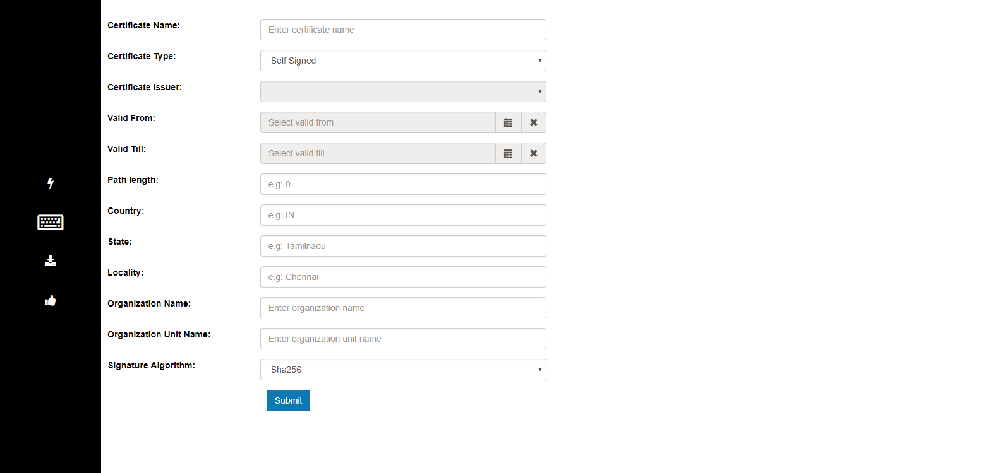 Certificate Name:
Enter certificate name
Certificate Type:
Self Signed
Certificate Issuer:
Valid From:
Select valid from
Valid Till:
Select valid till
Path length:
e.g: 0
Country:
e.g: IN
State:
e.g: Tamilnadu
Locality:
e.g: Chennai
Organization Name:
Enter organization name
Organization Unit Name:
Enter organization unit name
Signature Algorithm:
Sha256
Submit